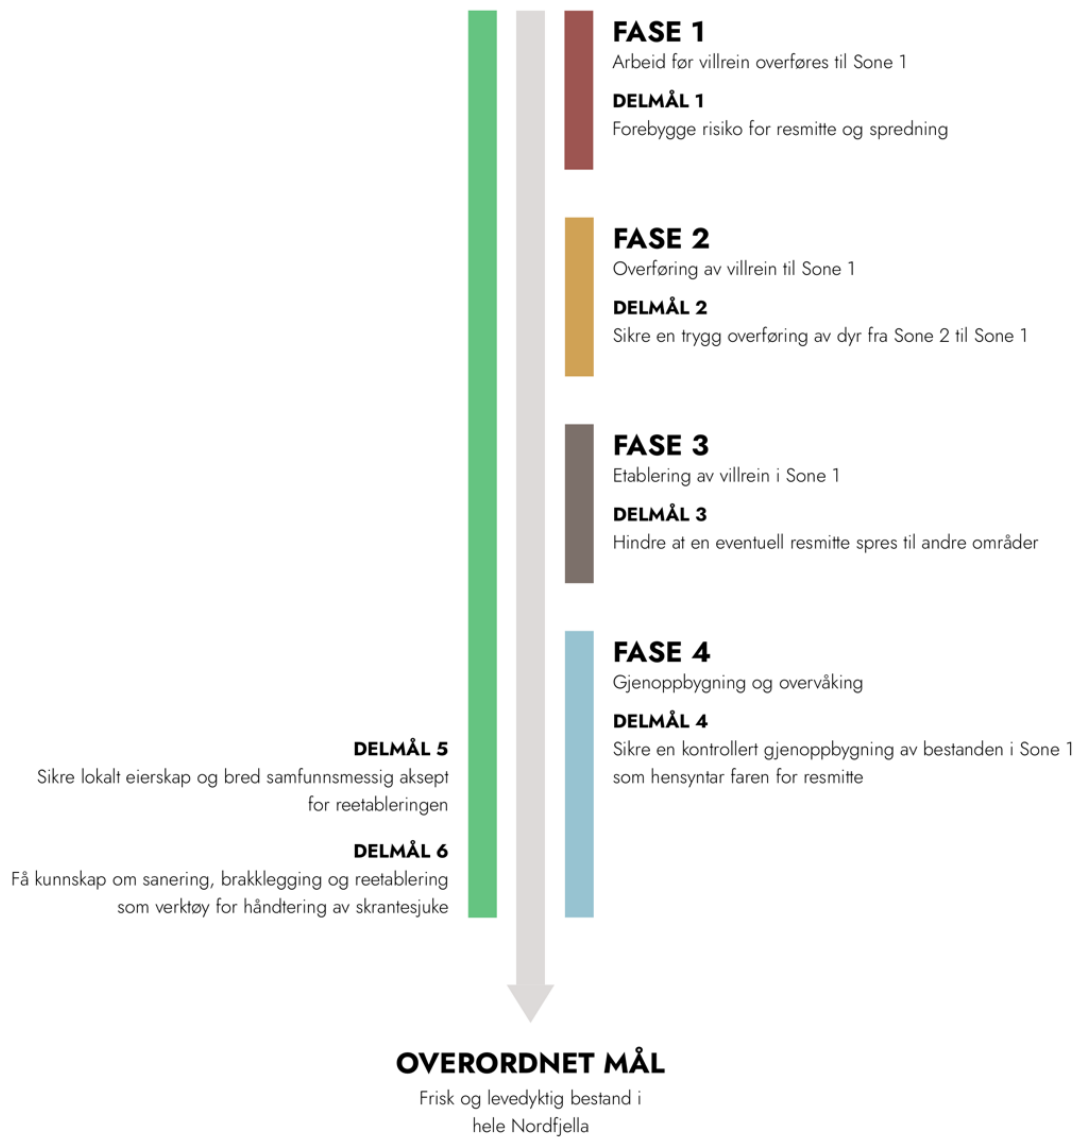 FASE 1
Arbeid før villrein overføres til Sone 1
DELMÅL 1
Forebygge risiko for resmitte og spredning
FASE 2
Overføring av villrein til Sone 1
DELMÅL 2
Sikre en trygg overføring av dyr fra Sone 2 til Sone 1
FASE 3
Etablering av villrein i Sone 1
DELMÅL 3
Hindre at en eventuell resmitte spres til andre områder
FASE 4
Gjenoppbygning og overvåking
DELMÅL 4
Sikre en kontrollert gjenoppbygning av bestanden i Sone 1
som hensyntar faren for resmitte
DELMÅL 5
Sikre lokalt eierskap og bred samfunnsmessig aksept
for reetableringen
DELMÅL 6
Få kunnskap om sanering, brakklegging og reetablering
som verktøy for håndtering av skrantesjuke
OVERORDNET MÅL
Frisk og levedyktig bestand i
hele Nordfjella